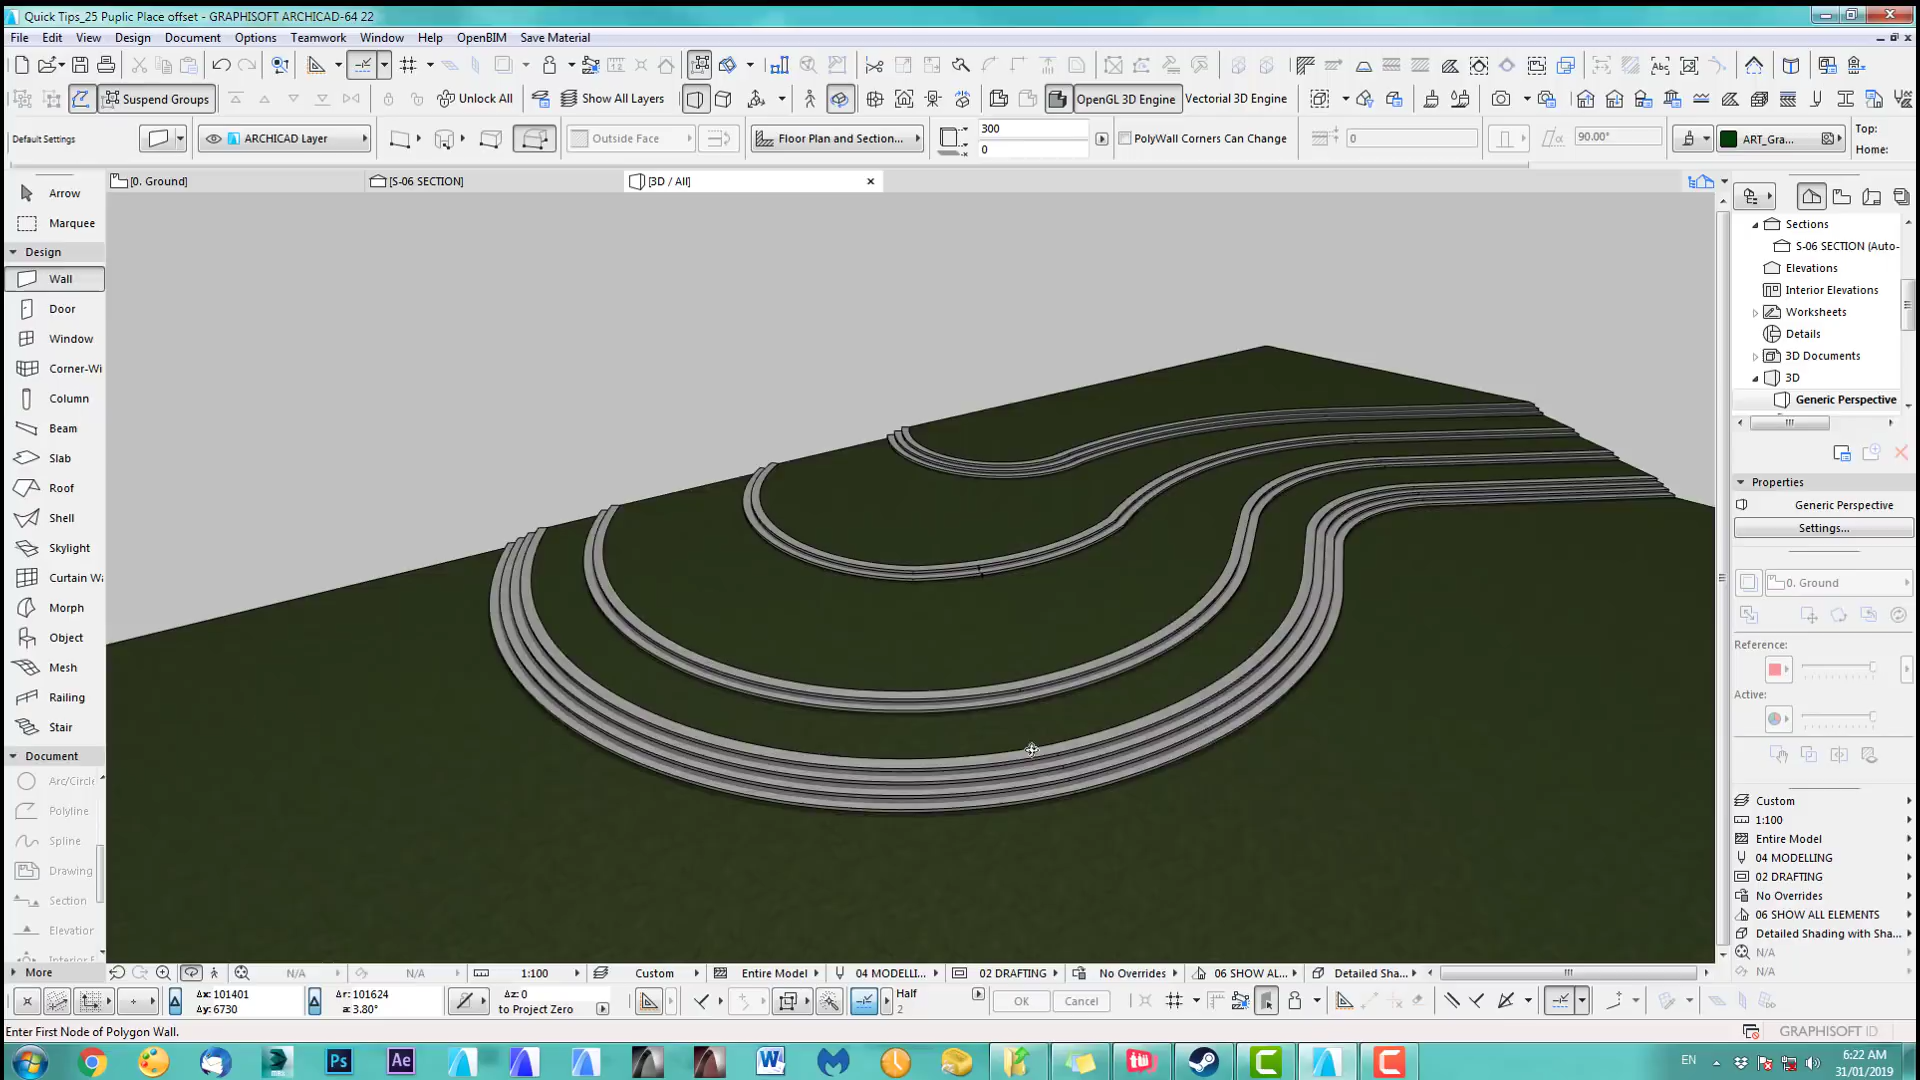 Quick Tips_25 Puplic Place offset - GRAPHISOFT ARCHICAD-64 22
File Edit View Design Document Options Teamwork Window Help OpenBIM Save Material
Suspend Groups
Unlock All
Show All Layers
OpenGL 3D Engine
Vectorial 3D Engine
Default Settings
ARCHICAD Layer
Outside Face
Floor Plan and Section...
300
0
PolyWall Corners Can Change
0
90.00°
ART_Gra...
Top:
Home:
[0. Ground]
[S-06 SECTION]
[3D / All]
Arrow
Marquee
Design
Wall
Door
Window
Corner-Wi
Column
Beam
Slab
Roof
Shell
Skylight
Curtain Wa
Morph
Object
Mesh
Railing
Stair
Document
Arc/Circle
Polyline
Spline
Drawing
Section
Elevation
More
Sections
S-06 SECTION (Auto-
Elevations
Interior Elevations
Worksheets
Details
3D Documents
3D
Generic Perspective
Properties
Generic Perspective
Settings...
0. Ground
Reference:
Active:
Custom
1:100
Entire Model
04 MODELLING
02 DRAFTING
No Overrides
06 SHOW ALL ELEMENTS
Detailed Shading with Sha...
N/A
N/A
N/A N/A 1:100 Custom Entire Model 04 MODELLI... 02 DRAFTING No Overrides 06 SHOW AL... Detailed Sha...
Δx: 101401
Δy: 6730
Δr: 101624
a: 3.80°
Δz: 0
to Project Zero
Half
2
OK
Cancel
Enter First Node of Polygon Wall.
GRAPHISOFT ID
Ps
Ae
EN
6:22 AM
31/01/2019